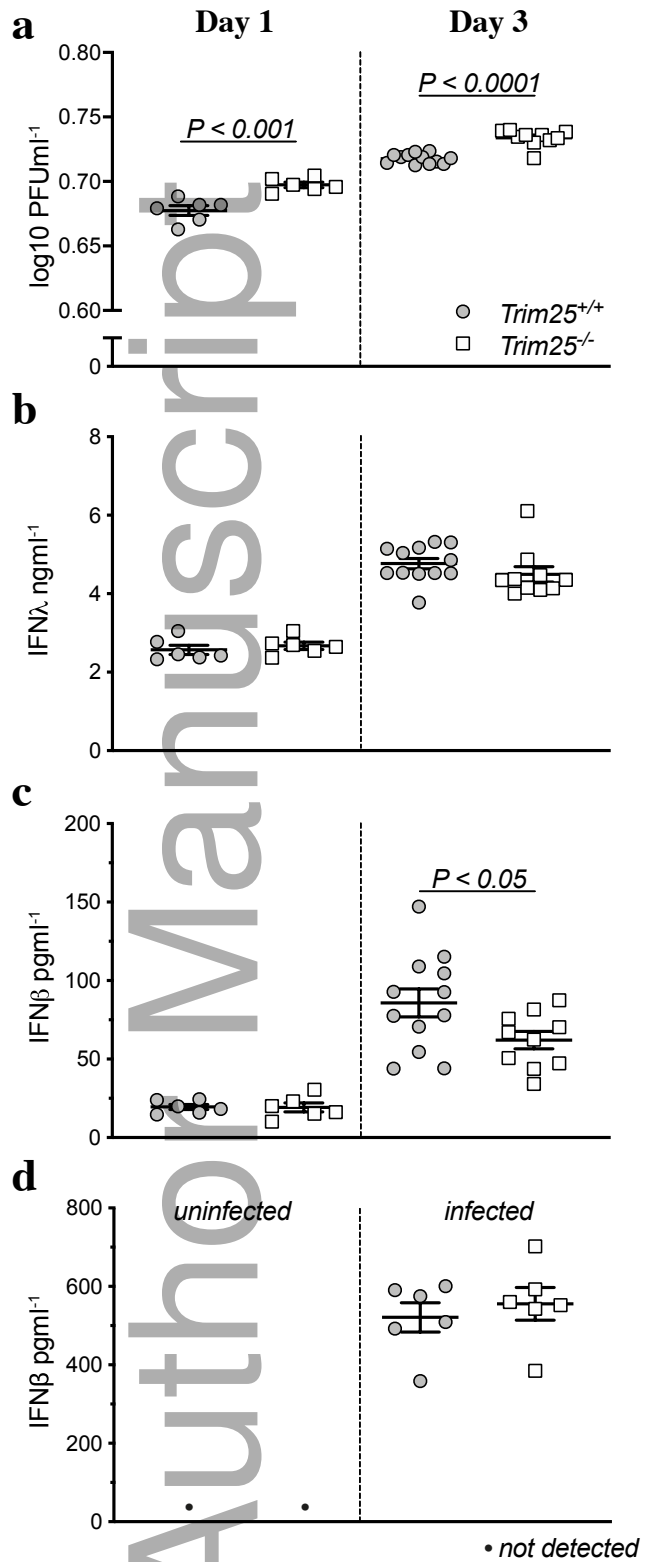 a
Day 1
Day 3
log10 PFUml-1
0.80
0.75
0.70
0.65
0.60
0
P < 0.001
P < 0.0001
Trim25+/+
Trim25-/-
b
IFNλ ngml-1
8
6
4
2
0
c
IFNβ pgml-1
200
150
100
50
0
P < 0.05
d
IFNβ pgml-1
800
600
400
200
0
uninfected
infected
• not detected
Author Manuscript